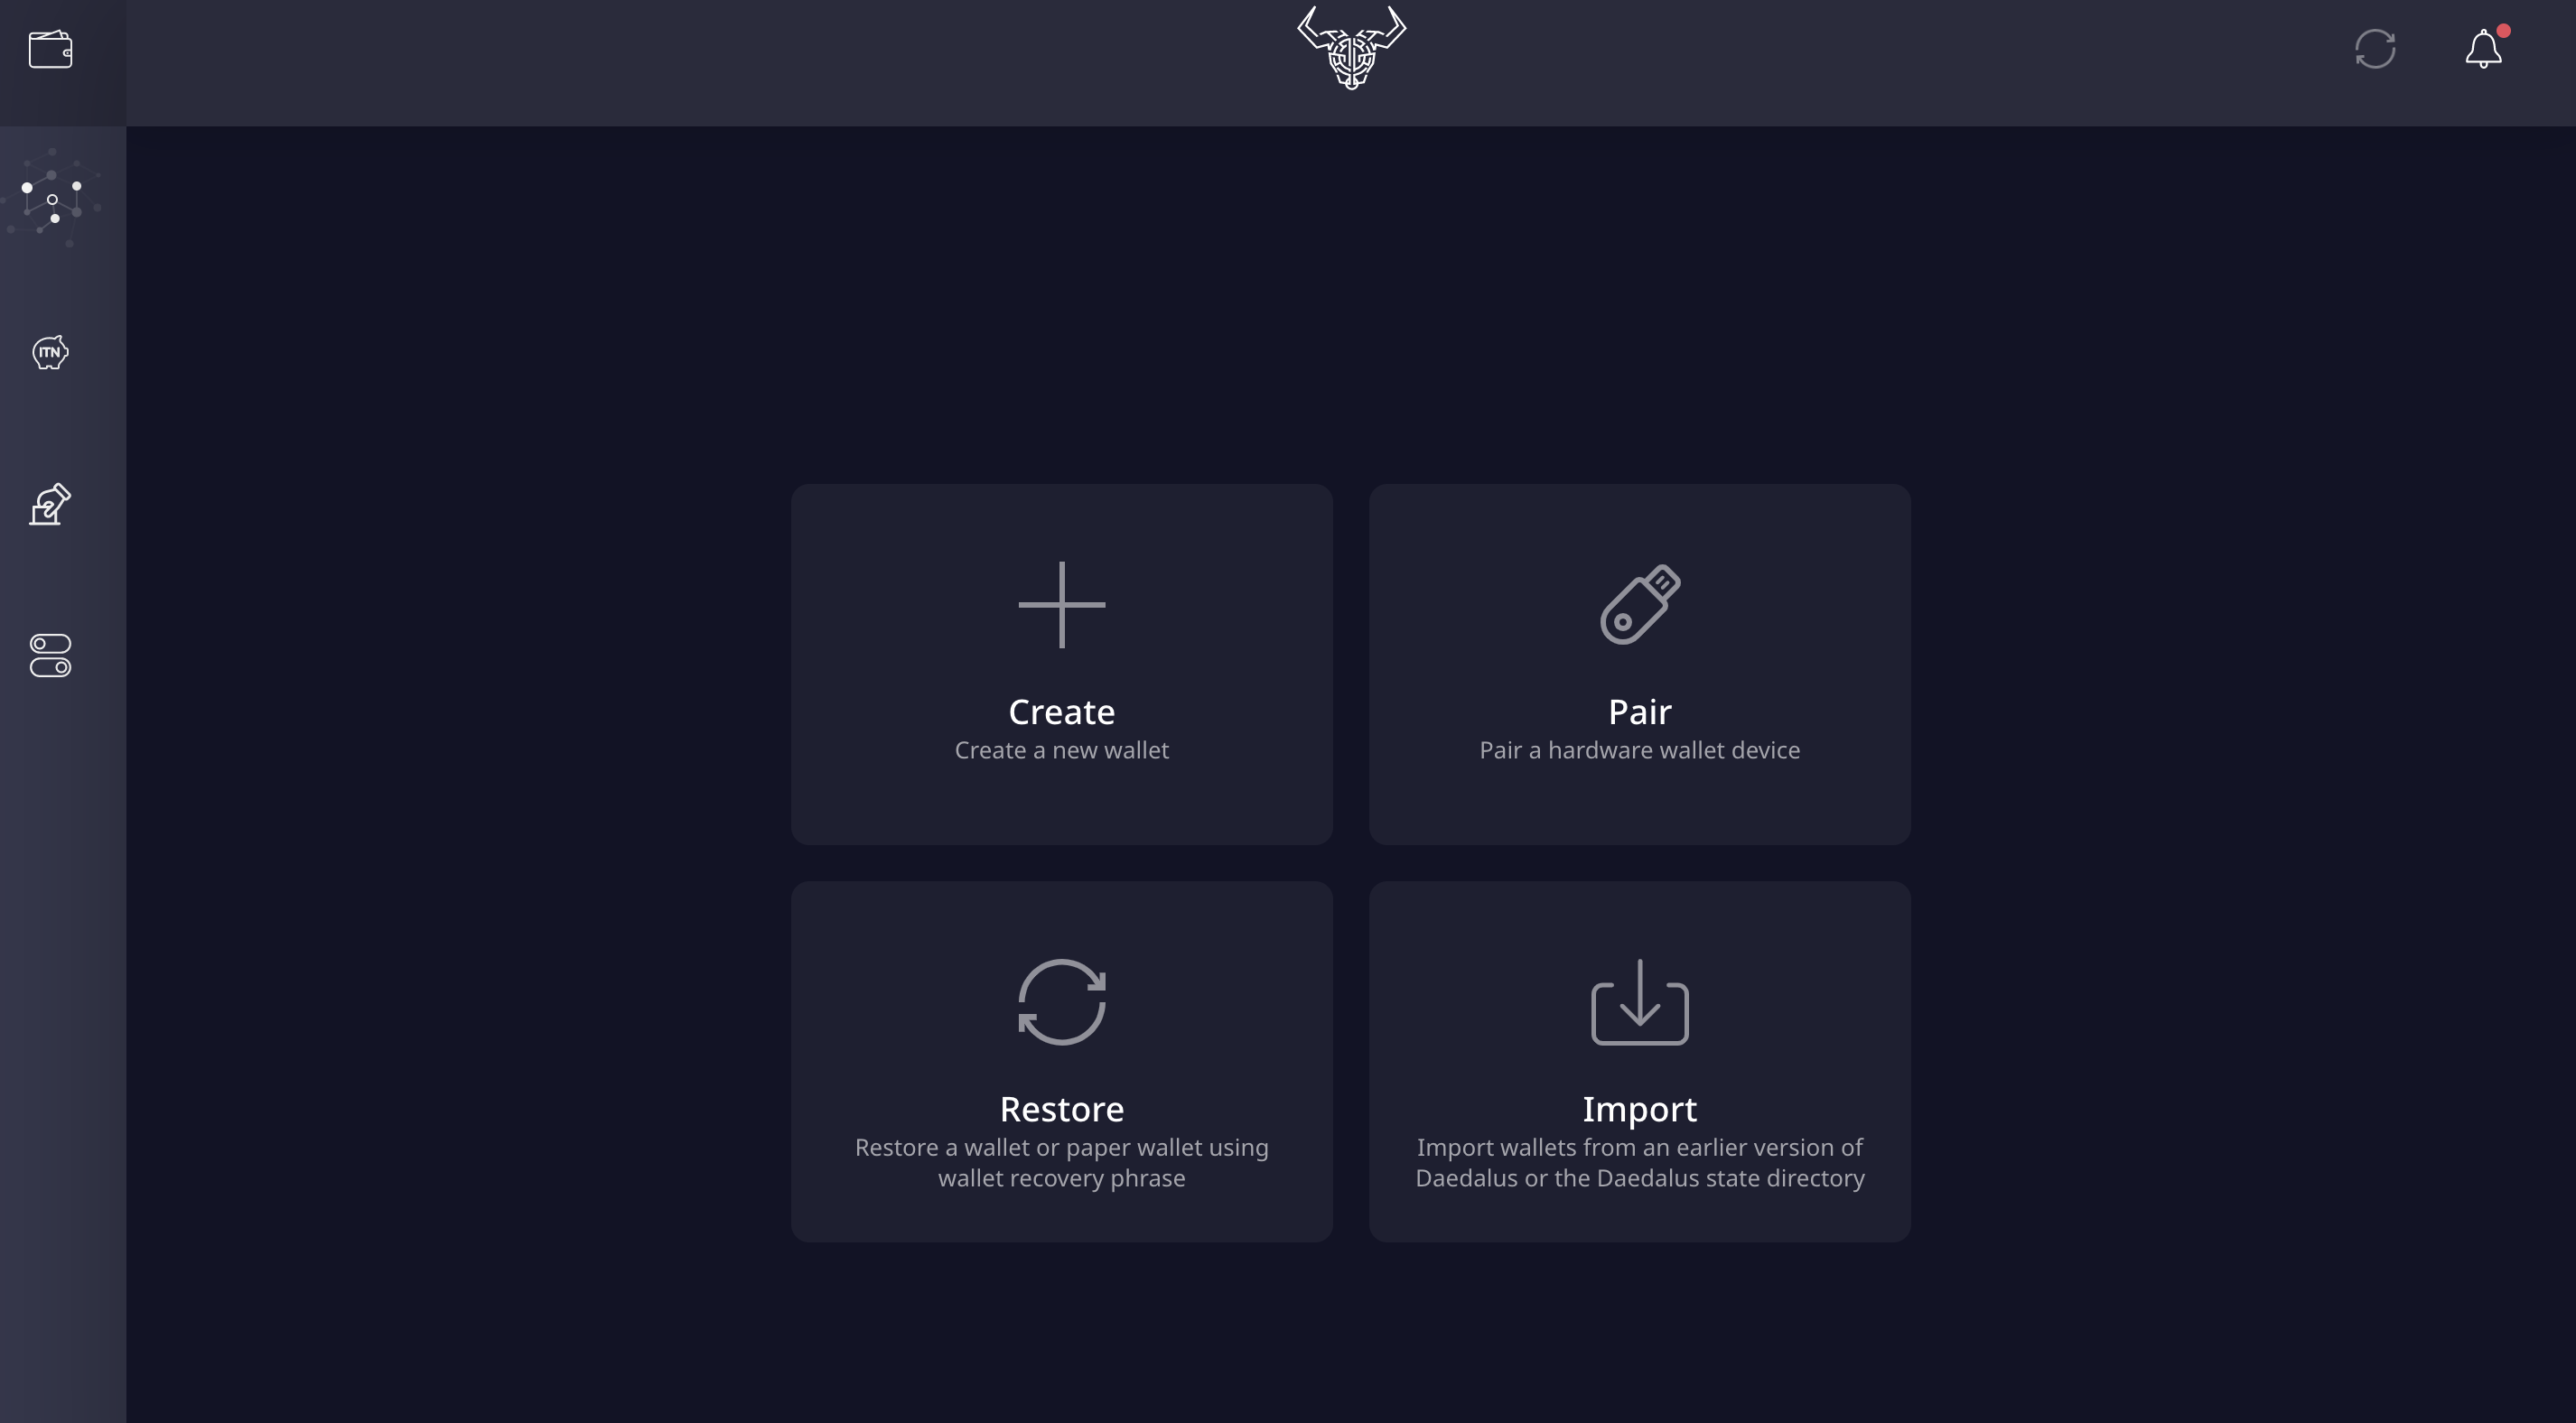 ITN
Create
Create a new wallet
Pair
Pair a hardware wallet device
Restore
Restore a wallet or paper wallet using
wallet recovery phrase
Import
Import wallets from an earlier version of
Daedalus or the Daedalus state directory